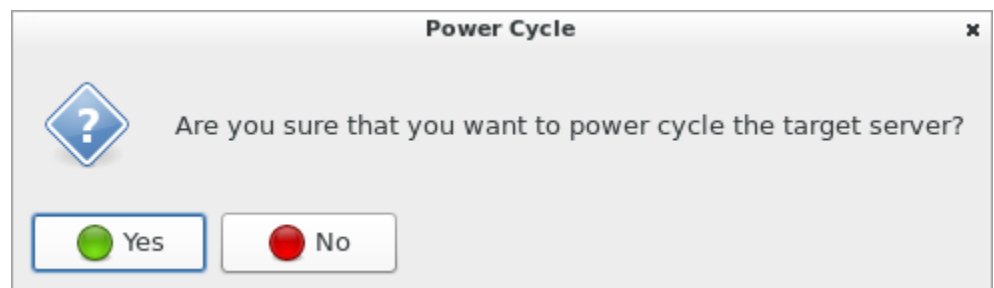 Power Cycle
?
Are you sure that you want to power cycle the target server?
Yes
No